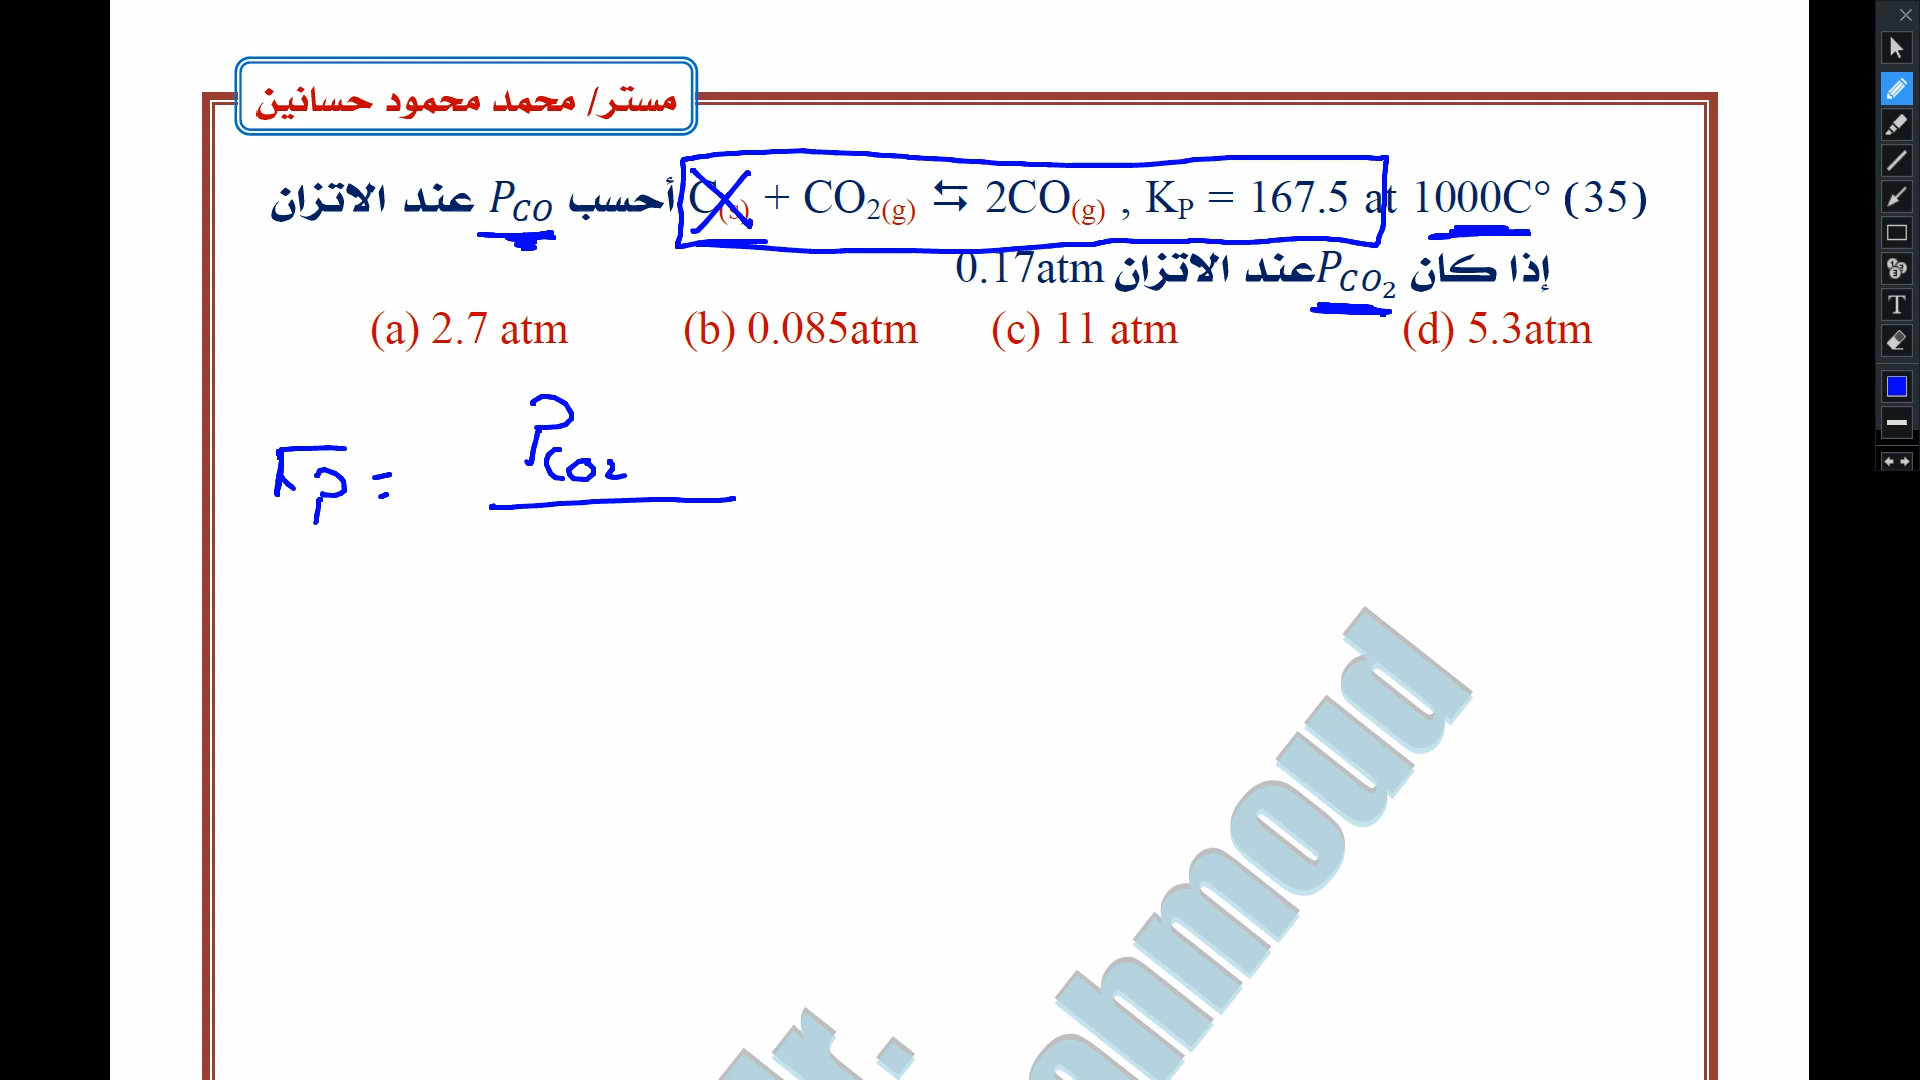 مستر/ محمد محمود حسانين
(35) C(s) + CO2(g) ⇆ 2CO(g) , KP = 167.5 at 1000C° أحسب PCO عند الاتزان
إذا كان PCO2 عند الاتزان 0.17atm
(a) 2.7 atm (b) 0.085atm (c) 11 atm (d) 5.3atm
PCO2
Kp =
ahmoud